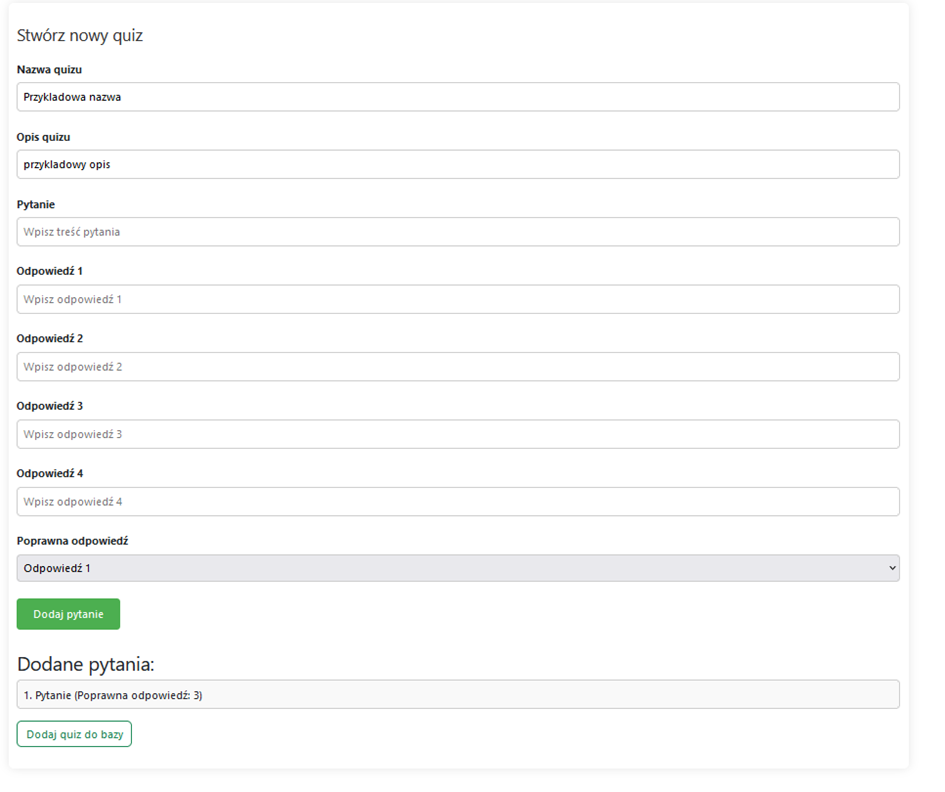 Stwórz nowy quiz
Nazwa quizu
Przykladowa nazwa
Opis quizu
przykladowy opis
Pytanie
Wpisz treść pytania
Odpowiedź 1
Wpisz odpowiedź 1
Odpowiedź 2
Wpisz odpowiedź 2
Odpowiedź 3
Wpisz odpowiedź 3
Odpowiedź 4
Wpisz odpowiedź 4
Poprawna odpowiedź
Odpowiedź 1
Dodaj pytanie
Dodane pytania:
1. Pytanie (Poprawna odpowiedź: 3)
Dodaj quiz do bazy